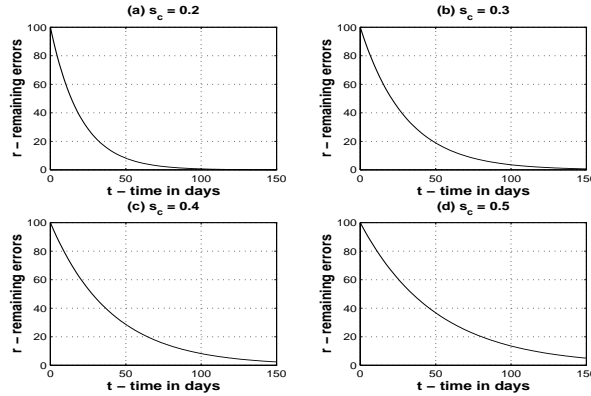 (a) s_c = 0.2
r – remaining errors
100
80
60
40
20
0
0 50 100 150
t – time in days
(b) s_c = 0.3
r – remaining errors
100
80
60
40
20
0
0 50 100 150
t – time in days
(c) s_c = 0.4
r – remaining errors
100
80
60
40
20
0
0 50 100 150
t – time in days
(d) s_c = 0.5
r – remaining errors
100
80
60
40
20
0
0 50 100 150
t – time in days